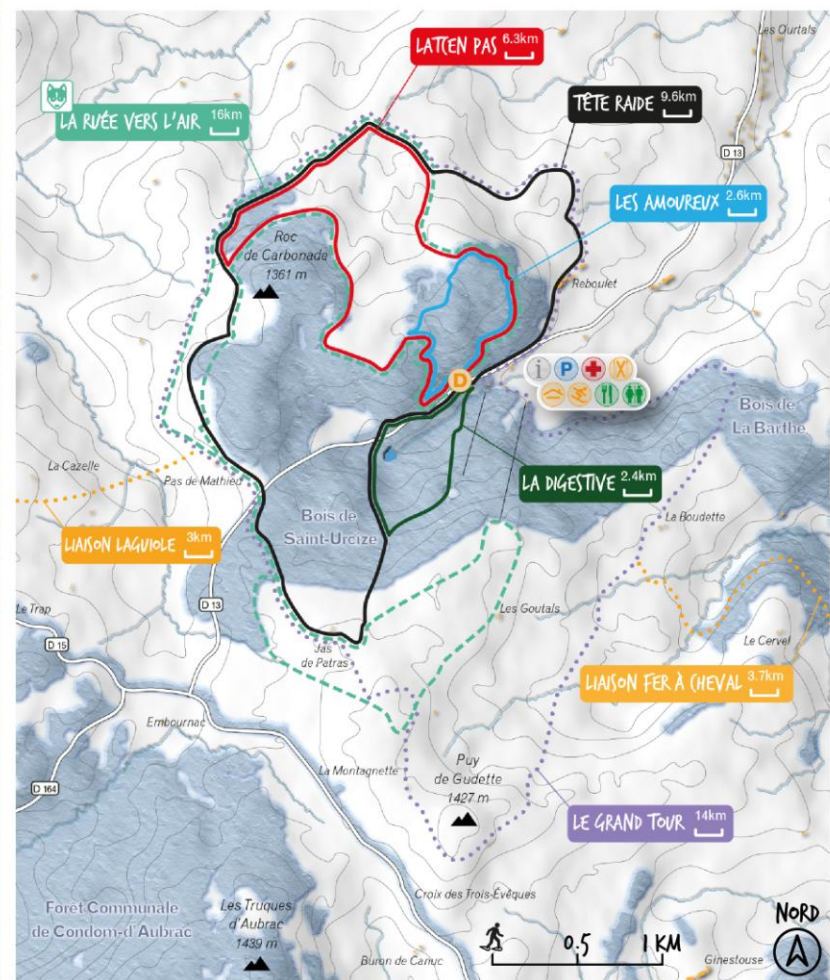 LATCEN PAS 6.3km
Les Ourtals
LA RUÉE VERS L'AIR 16km
TÊTE RAIDE 9.6km
D 13
LES AMOUREUX 2.6km
Roc
de Carbonada
1361 m
Reboulet
D
i P
Bois de
La Barthe
La Cazelle
Pas de Mathieu
LA DIGESTIVE 2.4km
Bois de
Saint-Urcize
La Boudette
LIAISON LAGUIOLE 3km
D 13
Le Trap
Les Goutals
D 15
Jas
de Patras
Le Cervel
LIAISON FER À CHEVAL 3.7km
Embournac
La Montagnette
Puy
de Gudette
1427 m
D 164
LE GRAND TOUR 14km
Croix des Trois-Évêques
Forêt Communale
de Condom-d'Aubrac
Les Truques
d'Aubrac
1439 m
NORD
0.5 1 KM
Buron de Canuc
Ginestouse